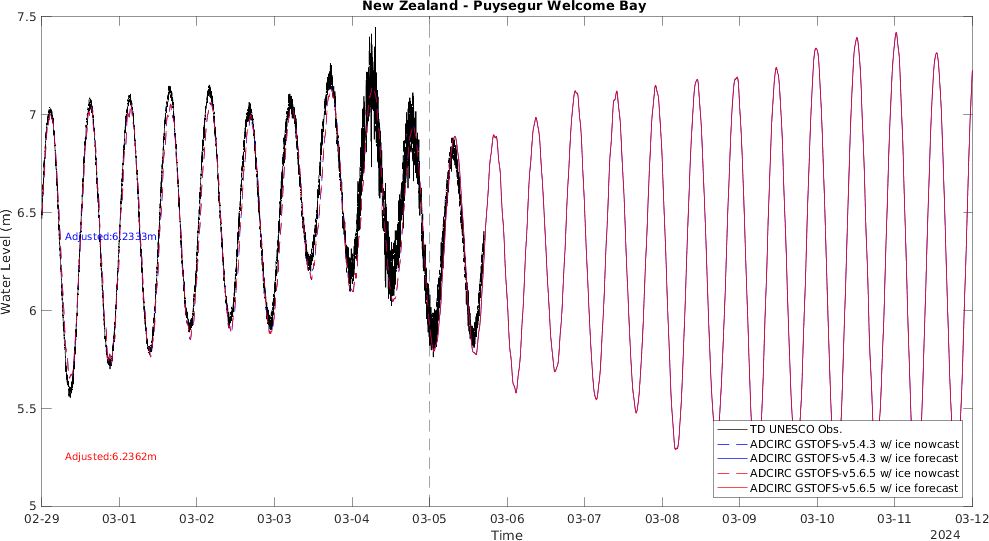 New Zealand - Puysegur Welcome Bay
7.5
7
6.5
6
5.5
5
Water Level (m)
Adjusted:6.2333m
Adjusted:6.2362m
TD UNESCO Obs.
ADCIRC GSTOFS-v5.4.3 w/ ice nowcast
ADCIRC GSTOFS-v5.4.3 w/ ice forecast
ADCIRC GSTOFS-v5.6.5 w/ ice nowcast
ADCIRC GSTOFS-v5.6.5 w/ ice forecast
02-29 03-01 03-02 03-03 03-04 03-05 03-06 03-07 03-08 03-09 03-10 03-11 03-12
Time
2024